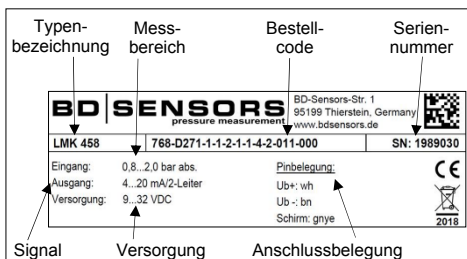 Typen- Mess- Bestell- Serien-
bezeichnung bereich code nummer
BD SENSORS
pressure measurement
BD-Sensors-Str. 1
95199 Thierstein, Germany
www.bdsensors.de
LMK 458 768-D271-1-1-2-1-1-4-2-011-000 SN: 1989030
Eingang: 0,8...2,0 bar abs. Pinbelegung:
Ausgang: 4...20 mA/2-Leiter Ub+: wh
Versorgung: 9...32 VDC Ub -: bn
Schirm: gnye
CE
2018
Signal Versorgung Anschlussbelegung